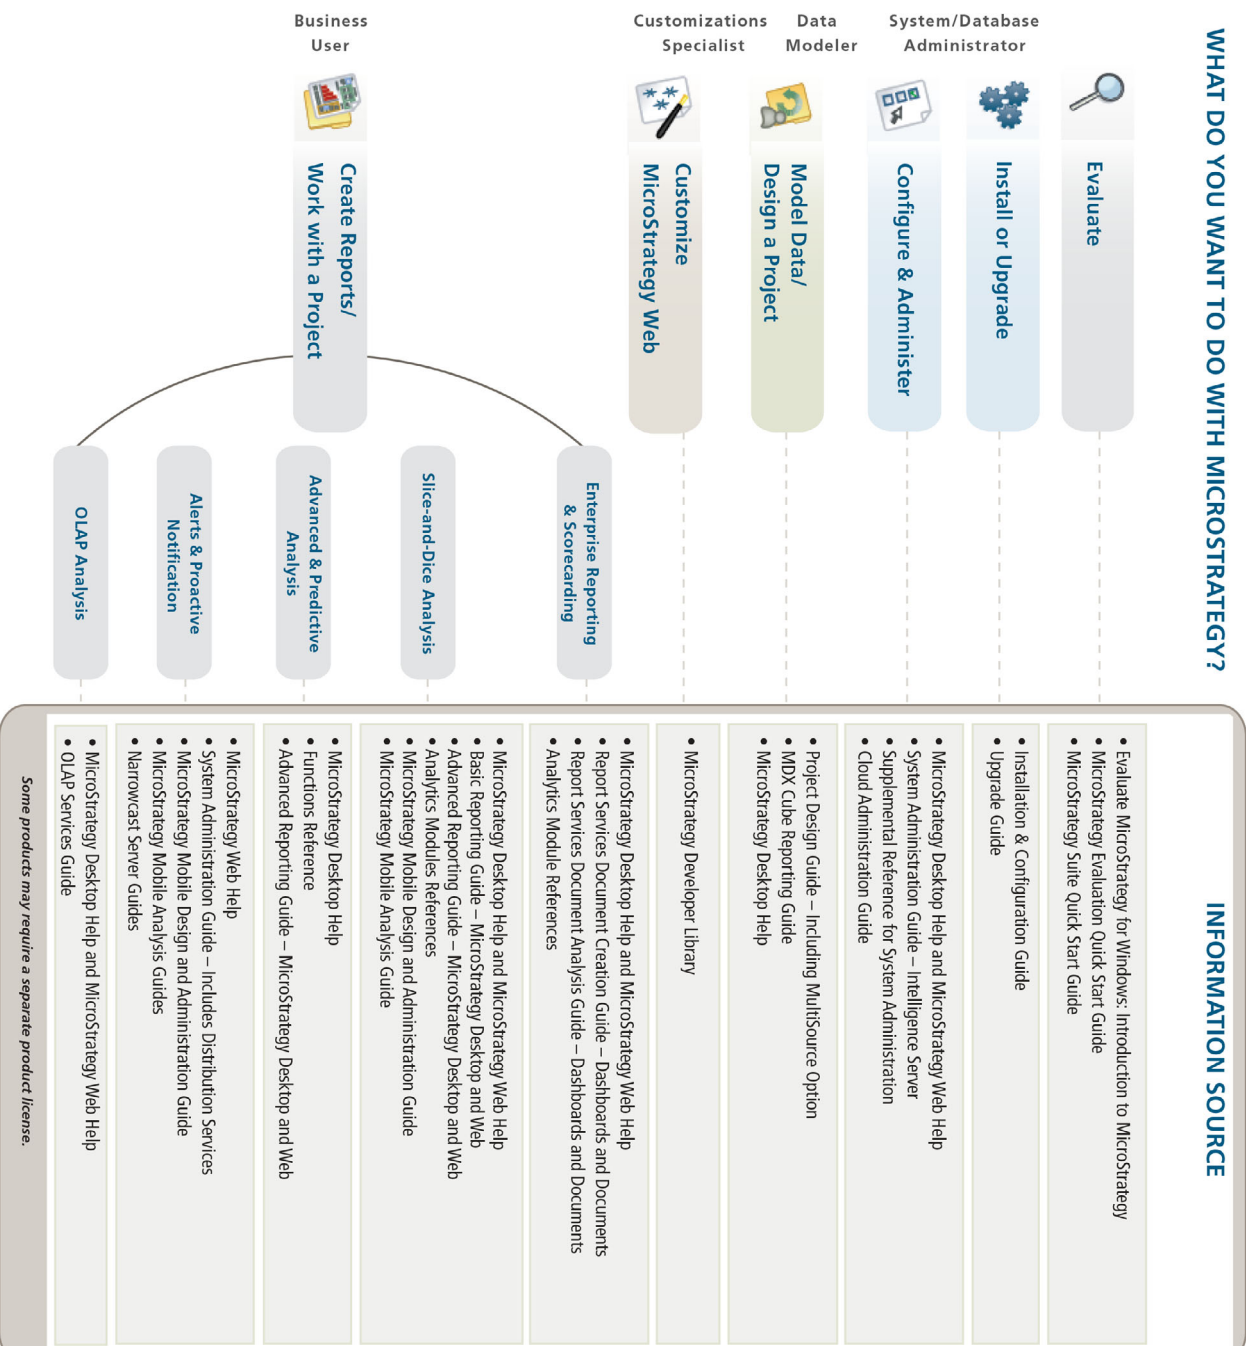 WHAT DO YOU WANT TO DO WITH MICROSTRATEGY?
INFORMATION SOURCE
Evaluate
• Evaluate MicroStrategy for Windows: Introduction to MicroStrategy
• MicroStrategy Evaluation Quick Start Guide
• MicroStrategy Suite Quick Start Guide
System/Database
Administrator
Install or Upgrade
• Installation & Configuration Guide
• Upgrade Guide
Configure & Administer
• MicroStrategy Desktop Help and MicroStrategy Web Help
• System Administration Guide – Intelligence Server
• Supplemental Reference for System Administration
• Cloud Administration Guide
Data
Modeler
Model Data/
Design a Project
• Project Design Guide – Including MultiSource Option
• MDX Cube Reporting Guide
• MicroStrategy Desktop Help
Customizations
Specialist
Customize
MicroStrategy Web
• MicroStrategy Developer Library
Business
User
Create Reports/
Work with a Project
Enterprise Reporting
& Scorecarding
• MicroStrategy Desktop Help and MicroStrategy Web Help
• Report Services Document Creation Guide – Dashboards and Documents
• Report Services Document Analysis Guide – Dashboards and Documents
• Analytics Module References
Slice-and-Dice Analysis
• MicroStrategy Desktop Help and MicroStrategy Web Help
• Basic Reporting Guide – MicroStrategy Desktop and Web
• Advanced Reporting Guide – MicroStrategy Desktop and Web
• Analytics Modules References
• MicroStrategy Mobile Design and Administration Guide
• MicroStrategy Mobile Analysis Guide
Advanced & Predictive
Analysis
• MicroStrategy Desktop Help
• Functions Reference
• Advanced Reporting Guide – MicroStrategy Desktop and Web
Alerts & Proactive
Notification
• MicroStrategy Web Help
• System Administration Guide – Includes Distribution Services
• MicroStrategy Mobile Design and Administration Guide
• MicroStrategy Mobile Analysis Guides
• Narrowcast Server Guides
OLAP Analysis
• MicroStrategy Desktop Help and MicroStrategy Web Help
• OLAP Services Guide
Some products may require a separate product license.